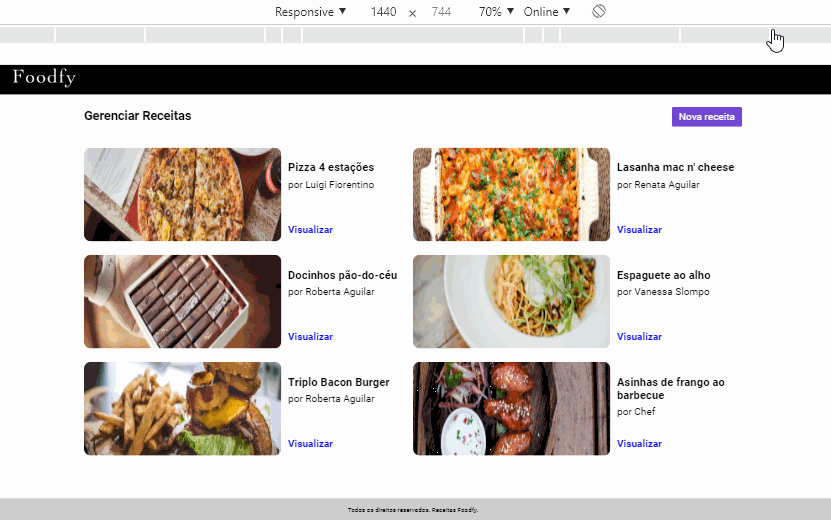 Responsive ▼ 1440 × 744 70% ▼ Online ▼
Foodfy
Gerenciar Receitas
Nova receita
Pizza 4 estações
por Luigi Fiorentino
Visualizar
Lasanha mac n' cheese
por Renata Aguilar
Visualizar
Docinhos pão-do-céu
por Roberta Aguilar
Visualizar
Espaguete ao alho
por Vanessa Slompo
Visualizar
Triplo Bacon Burger
por Roberta Aguilar
Visualizar
Asinhas de frango ao
barbecue
por Chef
Visualizar
Todos os direitos reservados. Receitas Foodfy.